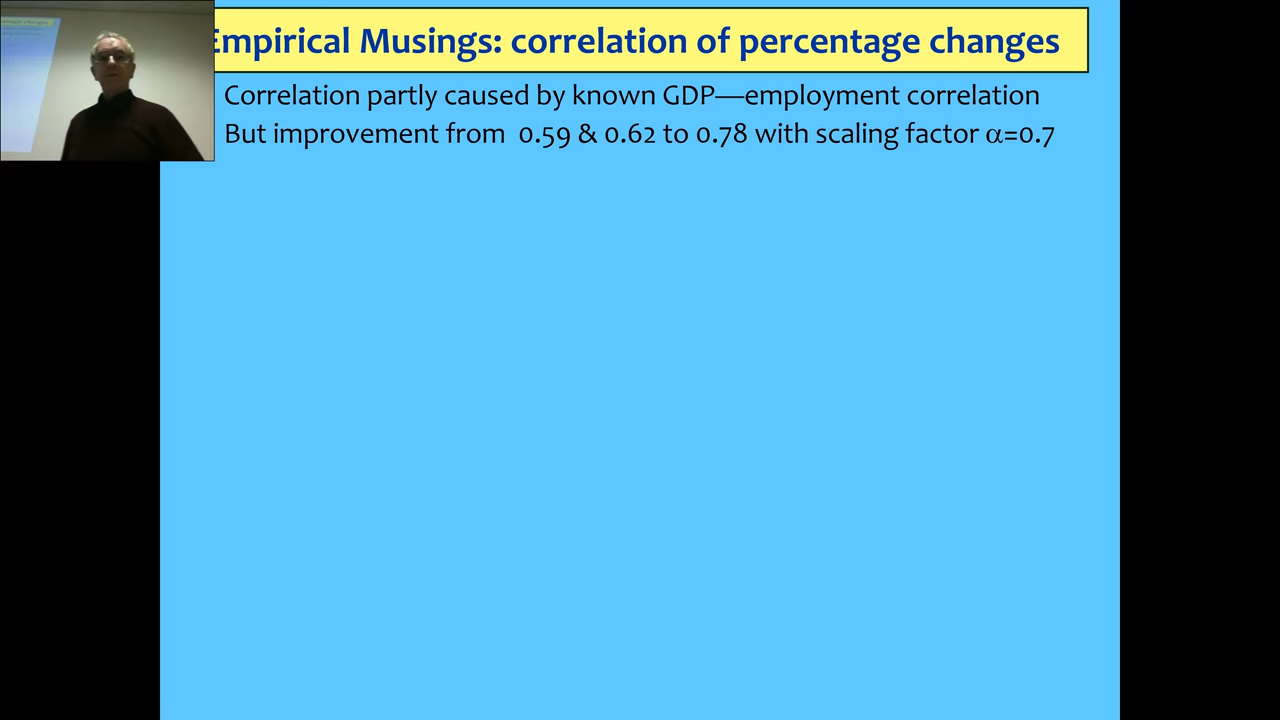 Empirical Musings: correlation of percentage changes
Correlation partly caused by known GDP—employment correlation
But improvement from 0.59 & 0.62 to 0.78 with scaling factor α=0.7